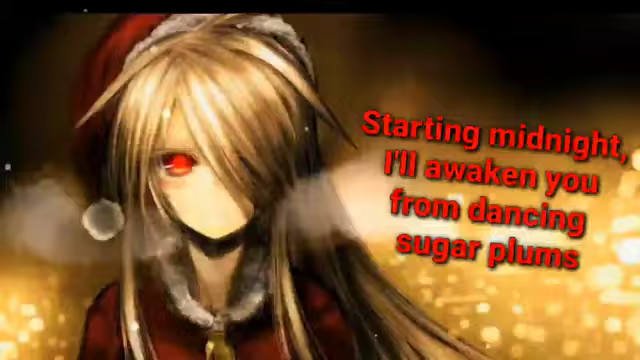 Starting midnight,
I'll awaken you
from dancing
sugar plums